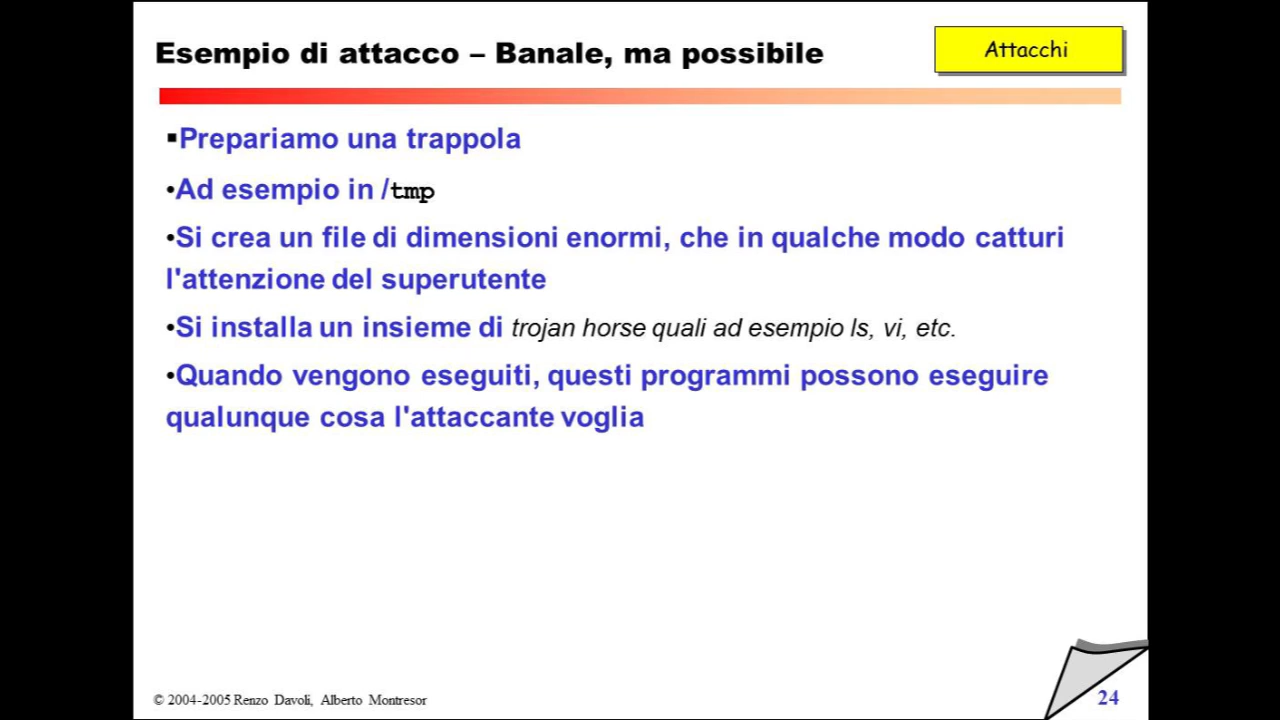 Esempio di attacco – Banale, ma possibile
Attacchi
▪Prepariamo una trappola
•Ad esempio in /tmp
•Si crea un file di dimensioni enormi, che in qualche modo catturi
l'attenzione del superutente
•Si installa un insieme di trojan horse quali ad esempio ls, vi, etc.
•Quando vengono eseguiti, questi programmi possono eseguire
qualunque cosa l'attaccante voglia
© 2004-2005 Renzo Davoli, Alberto Montresor
24